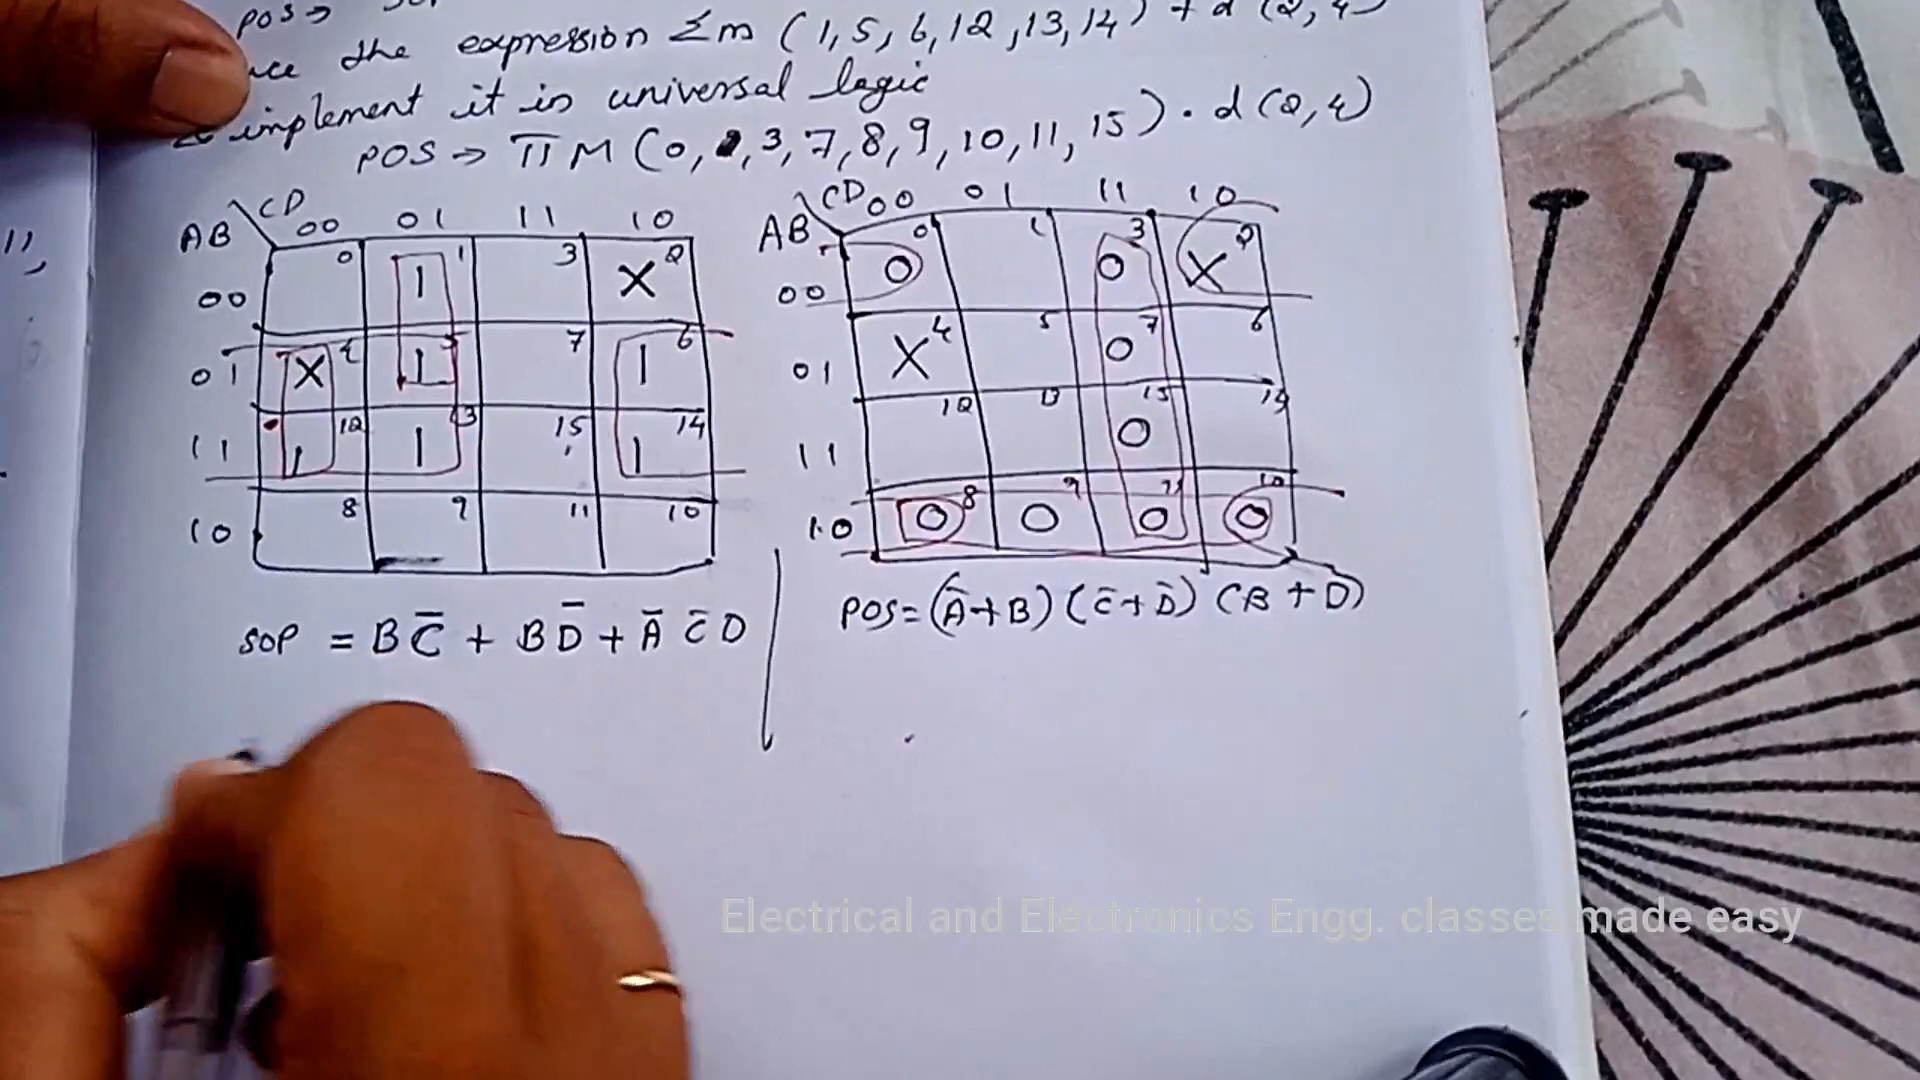 POS ⇒
the expression Σm (1, 5, 6, 12, 13, 14) + d (2, 4)
implement it in universal logic
POS ⇒ ΠM (0, 3, 7, 8, 9, 10, 11, 15) . d (2, 4)
AB CD 00 01 11 10
00 0 1 1 3 X 2
01 X 4 1 5 7 1 6
11 1 12 1 13 15 1 14
10 8 9 11 10
SOP = BC̅ + BD̅ + A̅ C̅ D
AB CD 00 01 11 10
00 0 0 1 0 3 X 2
01 X 4 5 0 7 6
11 12 13 0 15 14
10 0 8 0 9 0 11 0 10
POS = (A̅ + B) (C̅ + D̅) (B + D)
Electrical and Electronics Engg. classes made easy